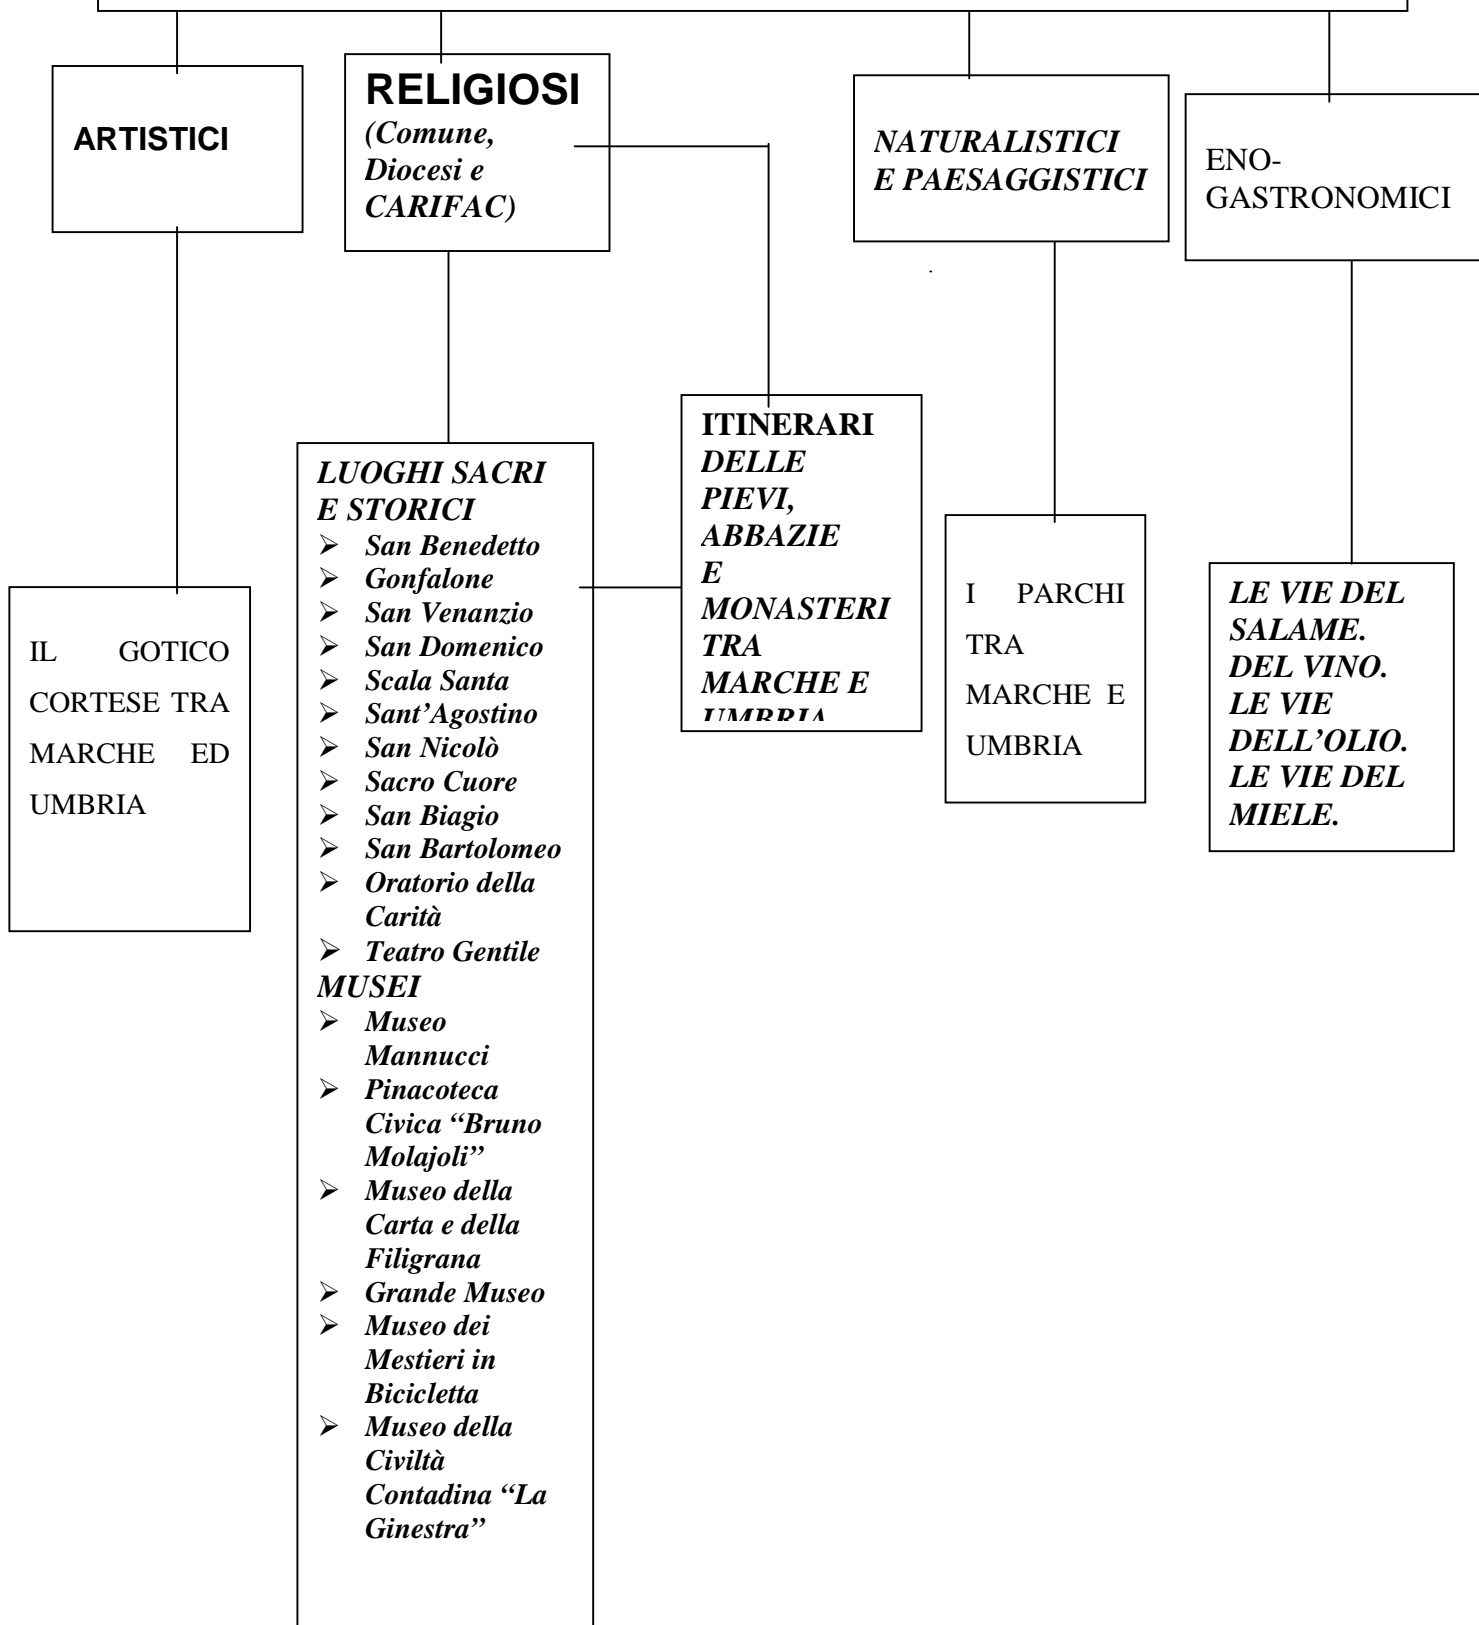 ARTISTICI
RELIGIOSI
(Comune,
Diocesi e
CARIFAC)
NATURALISTICI
E PAESAGGISTICI
ENO-
GASTRONOMICI
IL GOTICO
CORTESE TRA
MARCHE ED
UMBRIA
LUOGHI SACRI
E STORICI
➢ San Benedetto
➢ Gonfalone
➢ San Venanzio
➢ San Domenico
➢ Scala Santa
➢ Sant’Agostino
➢ San Nicolò
➢ Sacro Cuore
➢ San Biagio
➢ San Bartolomeo
➢ Oratorio della
Carità
➢ Teatro Gentile
MUSEI
➢ Museo
Mannucci
➢ Pinacoteca
Civica “Bruno
Molajoli”
➢ Museo della
Carta e della
Filigrana
➢ Grande Museo
➢ Museo dei
Mestieri in
Bicicletta
➢ Museo della
Civiltà
Contadina “La
Ginestra”
ITINERARI
DELLE
PIEVI,
ABBAZIE
E
MONASTERI
TRA
MARCHE E
UMBRIA
I PARCHI
TRA
MARCHE E
UMBRIA
LE VIE DEL
SALAME.
DEL VINO.
LE VIE
DELL’OLIO.
LE VIE DEL
MIELE.